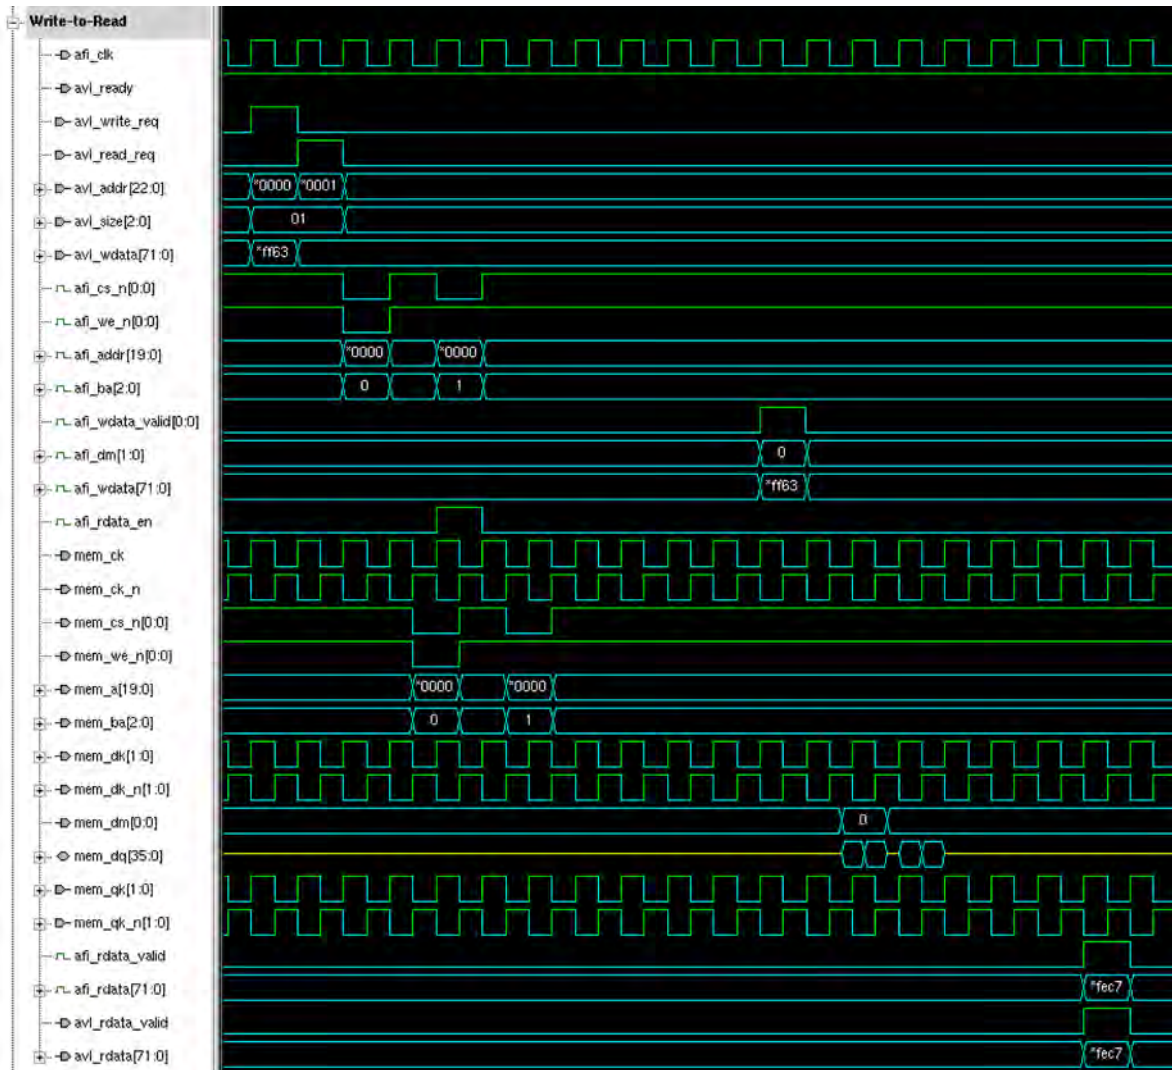 Write-to-Read
afi_clk
avl_ready
avl_write_req
avl_read_req
avl_addr[22:0] *0000 *0001
avl_size[2:0] 01
avl_wdata[71:0] *ff63
afi_cs_n[0:0]
afi_we_n[0:0]
afi_addr[19:0] *0000 *0000
afi_ba[2:0] 0 1
afi_wdata_valid[0:0]
afi_dm[1:0] 0
afi_wdata[71:0] *ff63
afi_rdata_en
mem_ck
mem_ck_n
mem_cs_n[0:0]
mem_we_n[0:0]
mem_a[19:0] *0000 *0000
mem_ba[2:0] 0 1
mem_dk[1:0]
mem_dk_n[1:0]
mem_dm[0:0]
mem_dq[35:0]
mem_qk[1:0]
mem_qk_n[1:0]
afi_rdata_valid
afi_rdata[71:0] *fec7
avl_rdata_valid
avl_rdata[71:0] *fec7